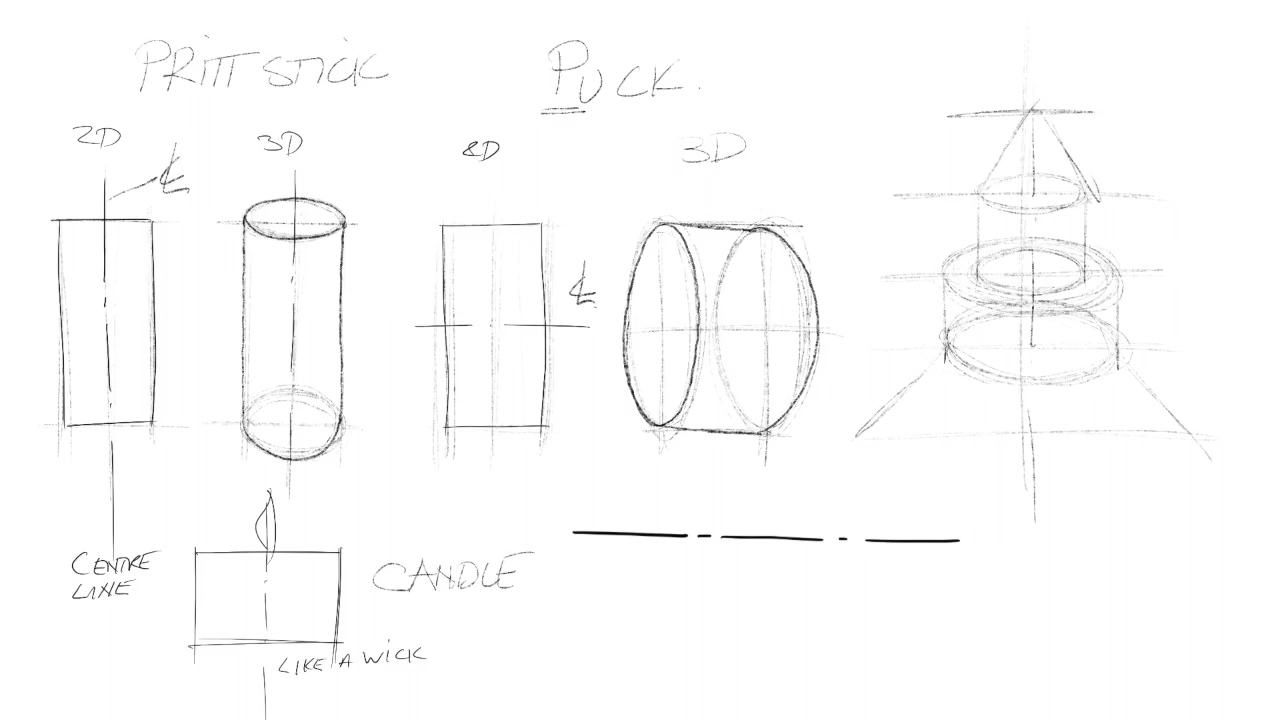 PRITT STICK
PUCK.
2D
3D
2D
3D
℄
℄
CENTRE
LINE
CANDLE
LIKE A WICK